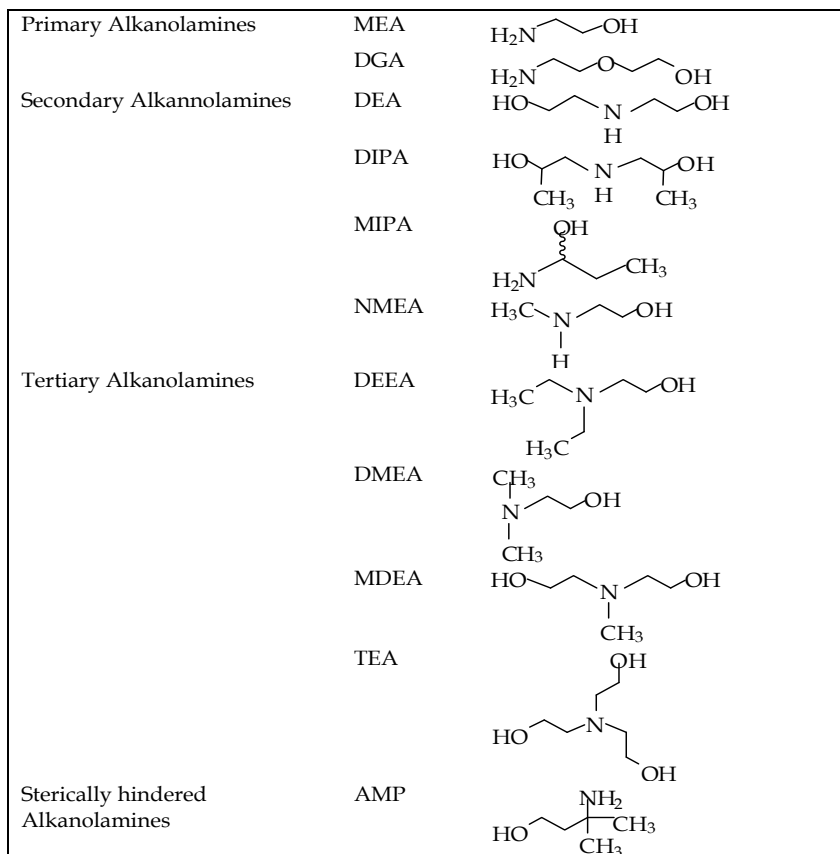 Primary Alkanolamines MEA H₂N OH
DGA H₂N O OH
Secondary Alkannolamines DEA HO N H OH
DIPA HO CH₃ N H OH CH₃
MIPA OH H₂N CH₃
NMEA H₃C N H OH
Tertiary Alkanolamines DEEA H₃C N OH H₃C
DMEA CH₃ N OH CH₃
MDEA HO N OH CH₃
TEA OH N HO OH
Sterically hindered AMP NH₂
Alkanolamines HO CH₃ CH₃